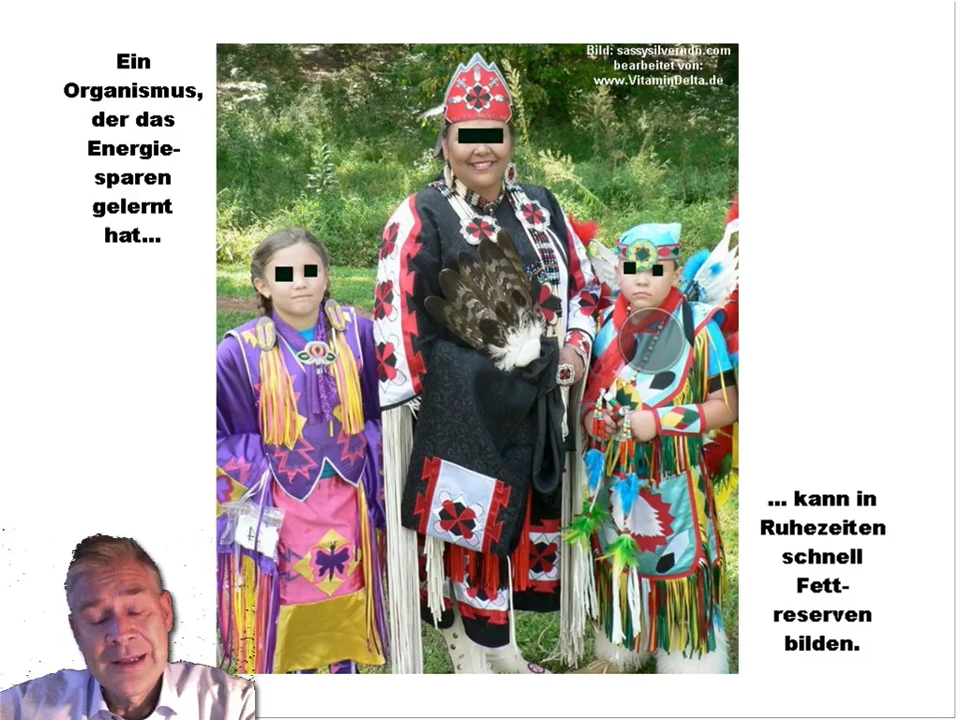 Ein
Organismus,
der das
Energie-
sparen
gelernt
hat...
Bild: sassysilverndn.com
bearbeitet von:
www.VitaminDelta.de
... kann in
Ruhezeiten
schnell
Fett-
reserven
bilden.